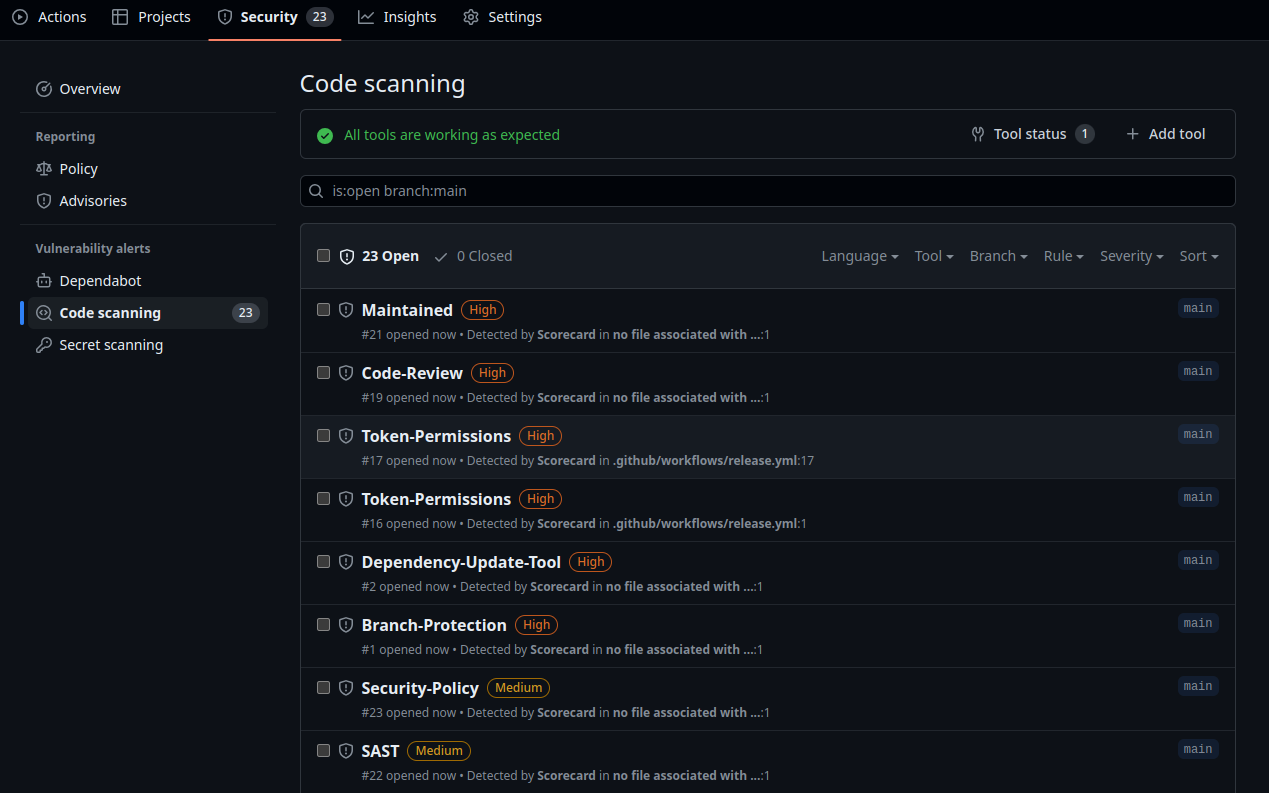 Actions Projects Security 23 Insights Settings
Overview
Reporting
Policy
Advisories
Vulnerability alerts
Dependabot
Code scanning 23
Secret scanning
Code scanning
All tools are working as expected Tool status 1 Add tool
is:open branch:main
23 Open 0 Closed Language Tool Branch Rule Severity Sort
Maintained High main
#21 opened now • Detected by Scorecard in no file associated with ...:1
Code-Review High main
#19 opened now • Detected by Scorecard in no file associated with ...:1
Token-Permissions High main
#17 opened now • Detected by Scorecard in .github/workflows/release.yml:17
Token-Permissions High main
#16 opened now • Detected by Scorecard in .github/workflows/release.yml:1
Dependency-Update-Tool High main
#2 opened now • Detected by Scorecard in no file associated with ...:1
Branch-Protection High main
#1 opened now • Detected by Scorecard in no file associated with ...:1
Security-Policy Medium main
#23 opened now • Detected by Scorecard in no file associated with ...:1
SAST Medium main
#22 opened now • Detected by Scorecard in no file associated with ...:1